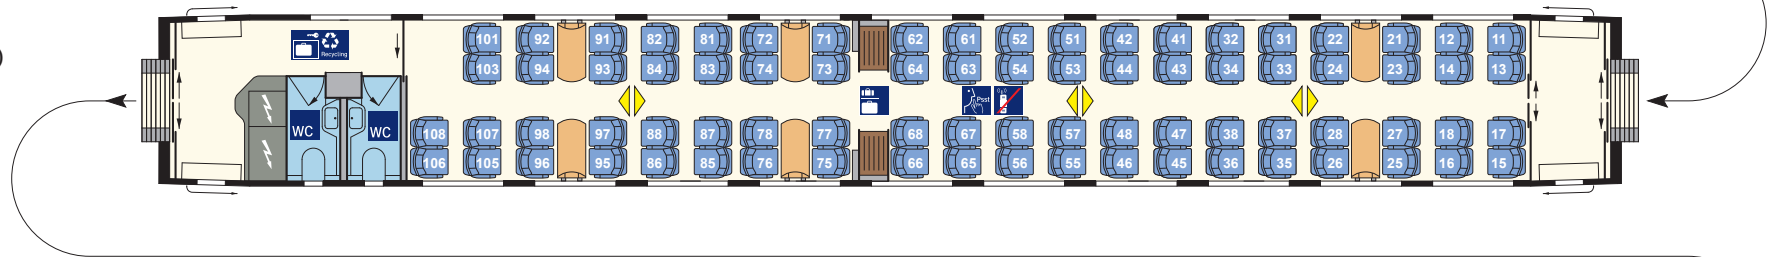 Recycling
101 92 91 82 81 72 71 62 61 52 51 42 41 32 31 22 21 12 11
103 94 93 84 83 74 73 64 63 54 53 44 43 34 33 24 23 14 13
Psst
WC WC
108 107 98 97 88 87 78 77 68 67 58 57 48 47 38 37 28 27 18 17
106 105 96 95 86 85 76 75 66 65 56 55 46 45 36 35 26 25 16 15